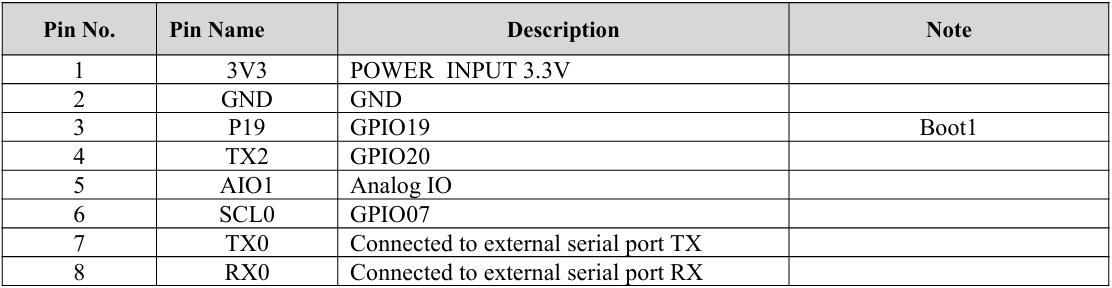 Pin No. Pin Name Description Note
1 3V3 POWER INPUT 3.3V
2 GND GND
3 P19 GPIO19 Boot1
4 TX2 GPIO20
5 AIO1 Analog IO
6 SCL0 GPIO07
7 TX0 Connected to external serial port TX
8 RX0 Connected to external serial port RX